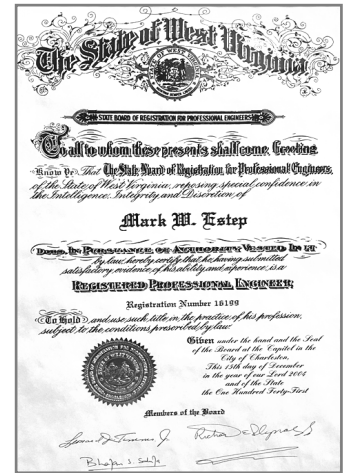 The State of West Virginia
STATE BOARD OF REGISTRATION FOR PROFESSIONAL ENGINEERS
To all to whom these presents shall come, Greeting
Know Ye That The State Board of Registration for Professional Engineers,
of the State of West Virginia, reposing special confidence in
the Intelligence, Integrity and Discretion, of
Mark W. Estep
Does, In Pursuance of Authority Vested In It
by law, hereby certify that he having submitted
satisfactory evidence of his ability and experience, is a
Registered Professional Engineer,
Registration Number 16199
To Hold and use such title in the practice of his profession,
subject to the conditions prescribed by law
Given under the hand and the Seal
of the Board at the Capitol in the
City of Charleston,
This 13th day of December
in the year of our Lord 2004
and of the State
the One Hundred Forty-First
Members of the Board